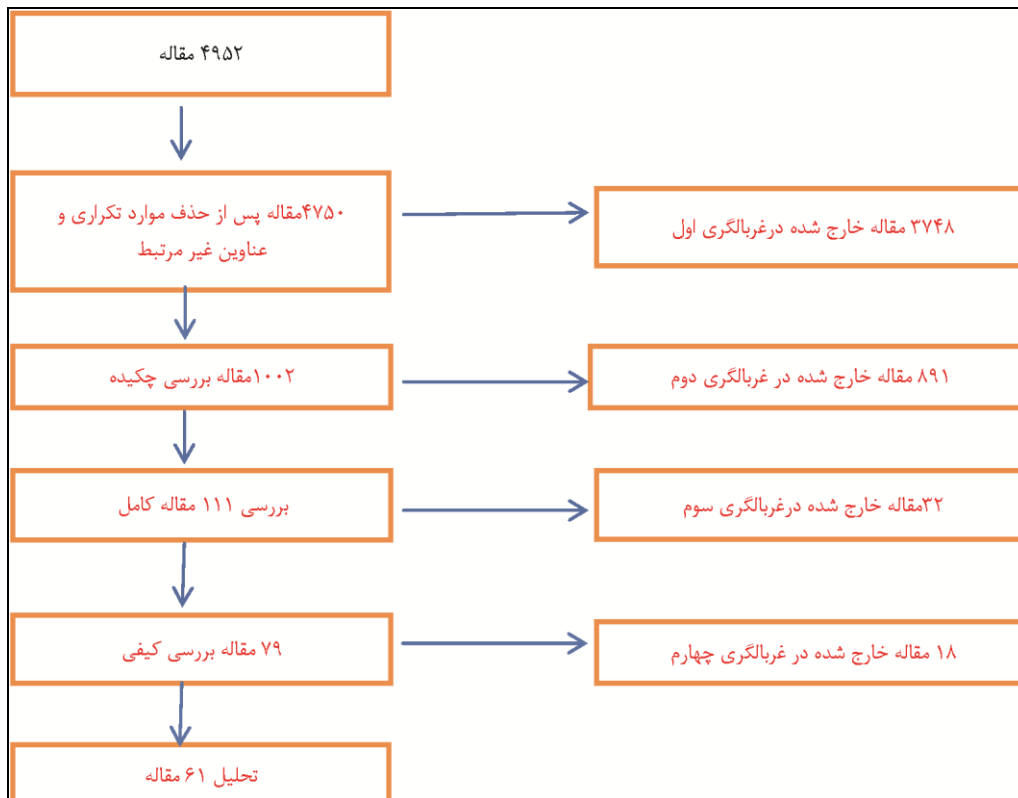 ۴۹۵۲ مقاله
۴۷۵۰مقاله پس از حذف موارد تکراری و
عناوین غیر مرتبط
۳۷۴۸ مقاله خارج شده درغربالگری اول
۱۰۰۲مقاله بررسی چکیده
۸۹۱ مقاله خارج شده در غربالگری دوم
بررسی ۱۱۱ مقاله کامل
۳۲مقاله خارج شده درغربالگری سوم
۷۹ مقاله بررسی کیفی
۱۸ مقاله خارج شده در غربالگری چهارم
تحلیل ۶۱ مقاله